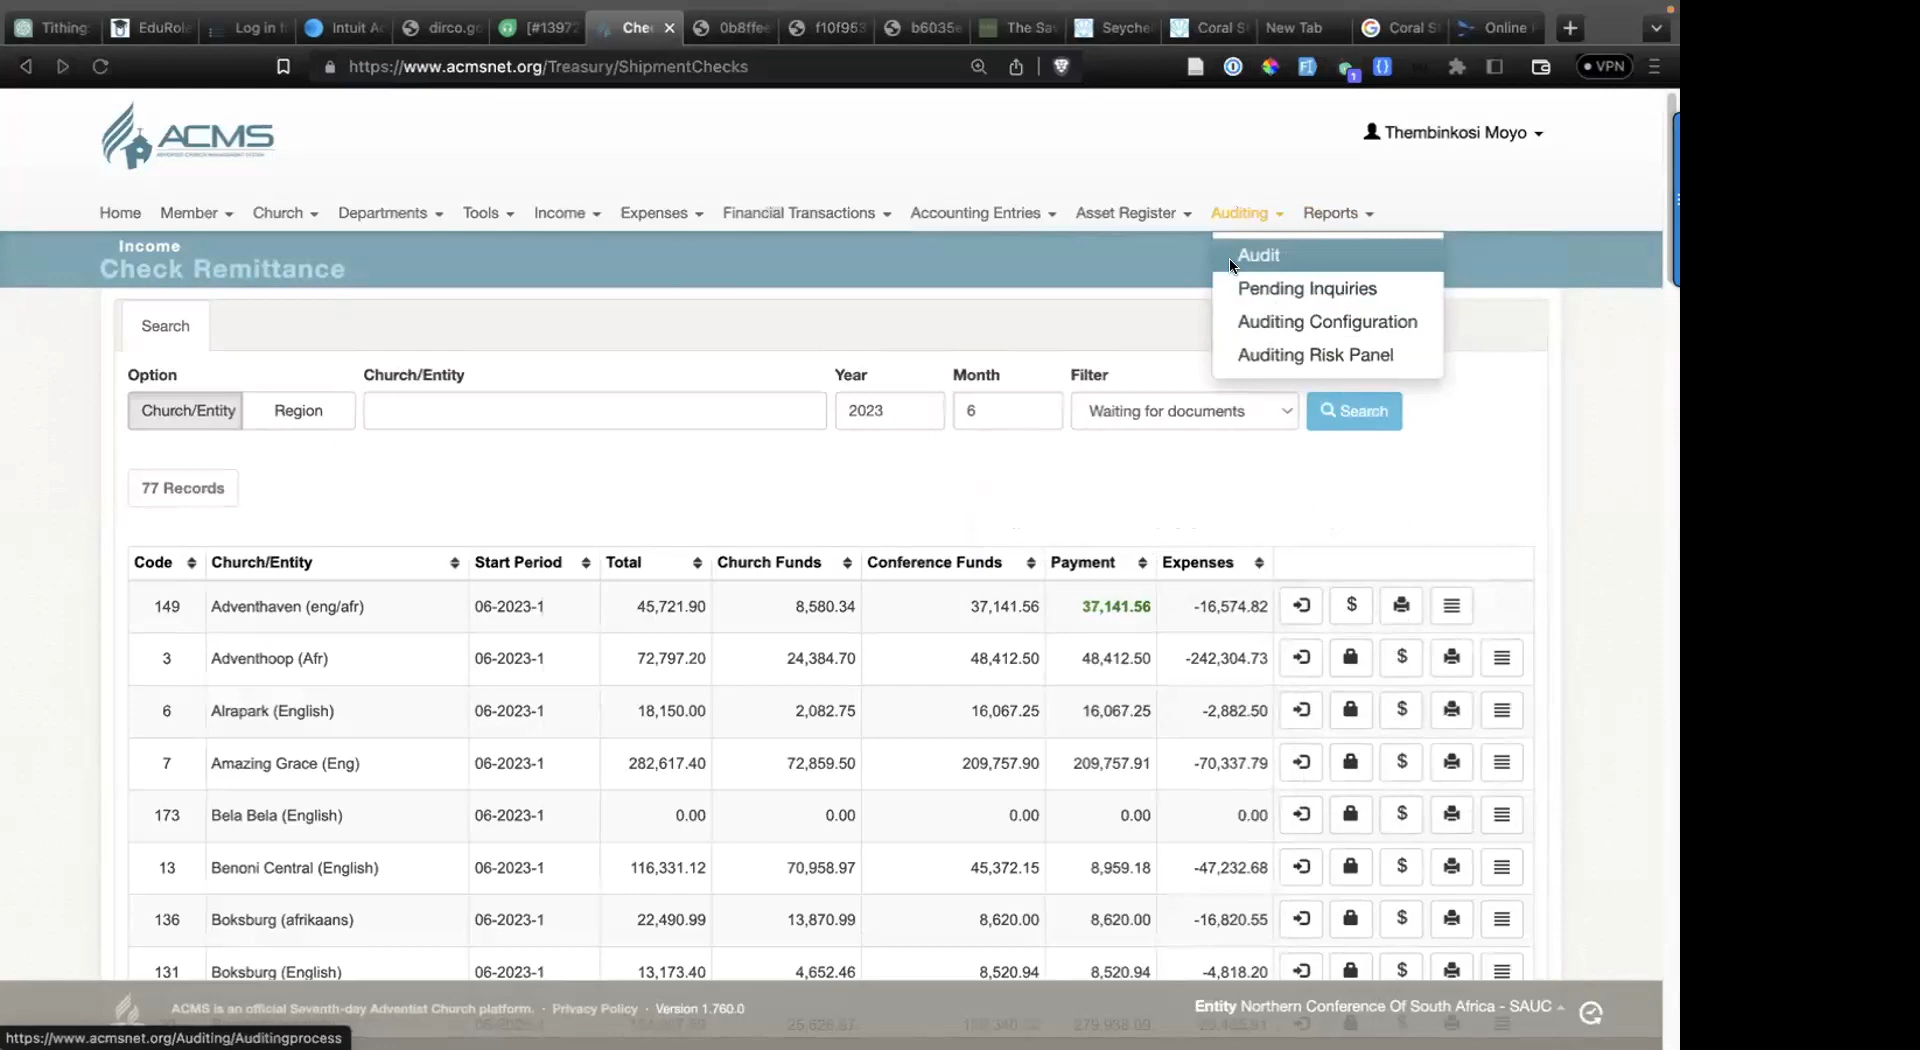 Tithing
EduRol
Log in
Intuit A
dirco.g
[#1397
Che
0b8ffe
f10f953
b6035
The Sa
Seyche
Coral S
New Tab
Coral S
Online
https://www.acmsnet.org/Treasury/ShipmentChecks
1
VPN
ACMS
Thembinkosi Moyo
Home Member Church Departments Tools Income Expenses Financial Transactions Accounting Entries Asset Register Auditing Reports
Income
Check Remittance
Audit
Pending Inquiries
Auditing Configuration
Auditing Risk Panel
Search
Option Church/Entity Year Month Filter
Church/Entity Region 2023 6 Waiting for documents Search
77 Records
Code Church/Entity Start Period Total Church Funds Conference Funds Payment Expenses
149 Adventhaven (eng/afr) 06-2023-1 45,721.90 8,580.34 37,141.56 37,141.56 -16,574.82 $
3 Adventhoop (Afr) 06-2023-1 72,797.20 24,384.70 48,412.50 48,412.50 -242,304.73 $
6 Alrapark (English) 06-2023-1 18,150.00 2,082.75 16,067.25 16,067.25 -2,882.50 $
7 Amazing Grace (Eng) 06-2023-1 282,617.40 72,859.50 209,757.90 209,757.91 -70,337.79 $
173 Bela Bela (English) 06-2023-1 0.00 0.00 0.00 0.00 0.00 $
13 Benoni Central (English) 06-2023-1 116,331.12 70,958.97 45,372.15 8,959.18 -47,232.68 $
136 Boksburg (afrikaans) 06-2023-1 22,490.99 13,870.99 8,620.00 8,620.00 -16,820.55 $
131 Boksburg (English) 06-2023-1 13,173.40 4,652.46 8,520.94 8,520.94 -4,818.20 $
ACMS is an official Seventh-day Adventist Church platform. · Privacy Policy · Version 1.760.0
Entity Northern Conference Of South Africa - SAUC
https://www.acmsnet.org/Auditing/Auditingprocess